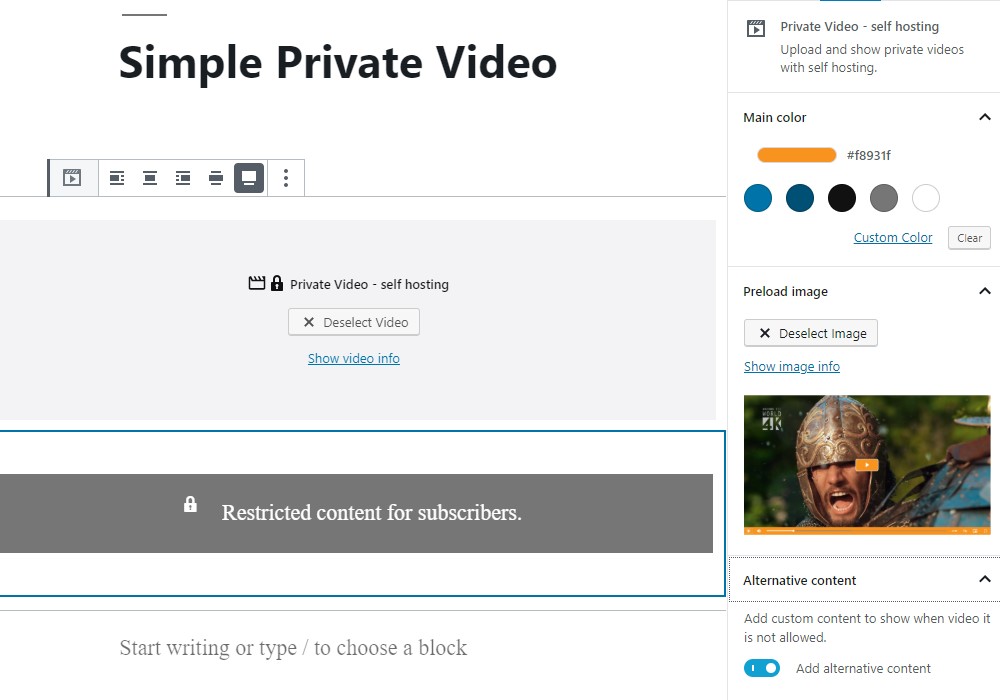 Simple Private Video
Private Video - self hosting
Deselect Video
Show video info
Restricted content for subscribers.
Start writing or type / to choose a block
Private Video - self hosting
Upload and show private videos
with self hosting.
Main color
#f8931f
Custom Color
Clear
Preload image
Deselect Image
Show image info
WORLD
4K
Alternative content
Add custom content to show when video it
is not allowed.
Add alternative content